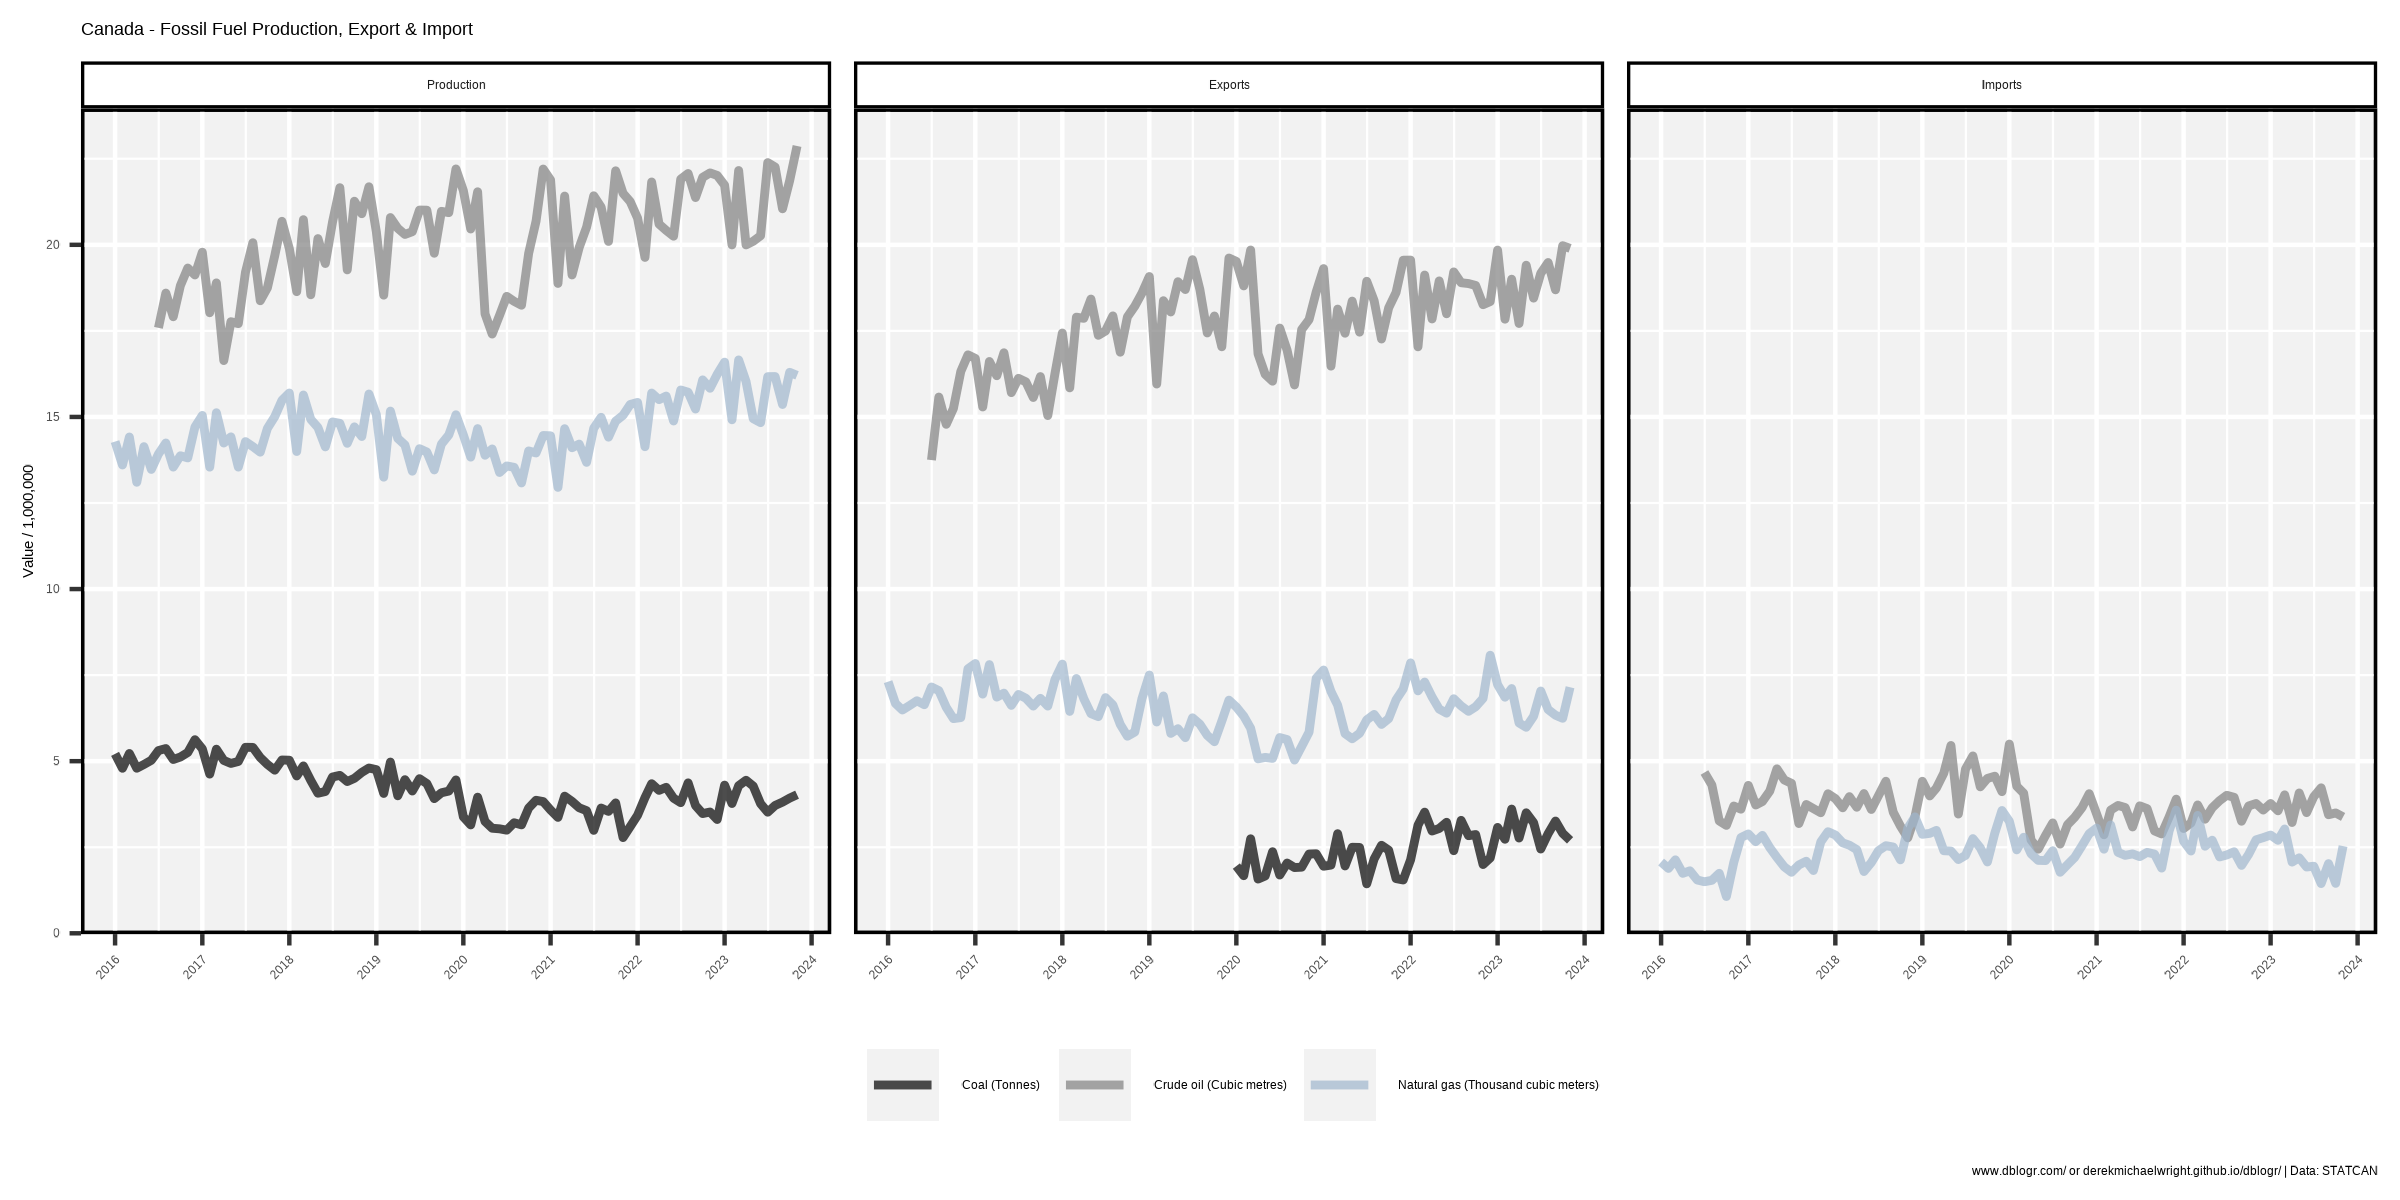 Canada - Fossil Fuel Production, Export & Import
Production
Exports
Imports
Value / 1,000,000
20
15
10
5
0
2016 2017 2018 2019 2020 2021 2022 2023 2024
2016 2017 2018 2019 2020 2021 2022 2023 2024
2016 2017 2018 2019 2020 2021 2022 2023 2024
Coal (Tonnes)
Crude oil (Cubic metres)
Natural gas (Thousand cubic meters)
www.dblogr.com/ or derekmichaelwright.github.io/dblogr/ | Data: STATCAN